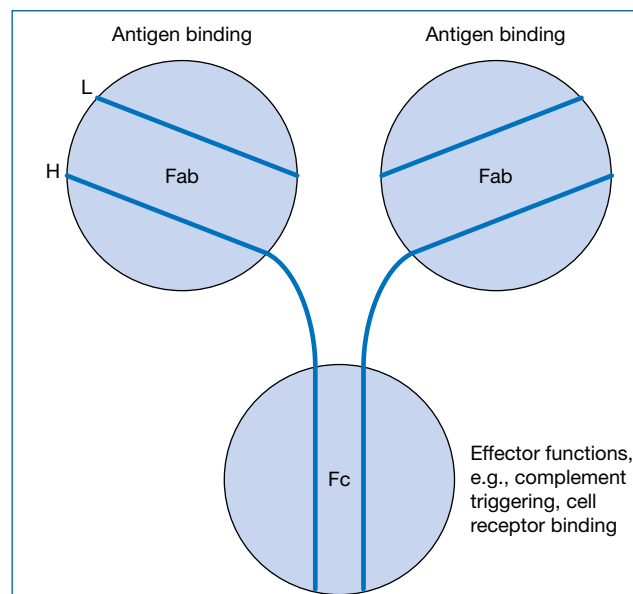 Antigen binding
Antigen binding
L
H
Fab
Fab
Fc
Effector functions,
e.g., complement
triggering, cell
receptor binding